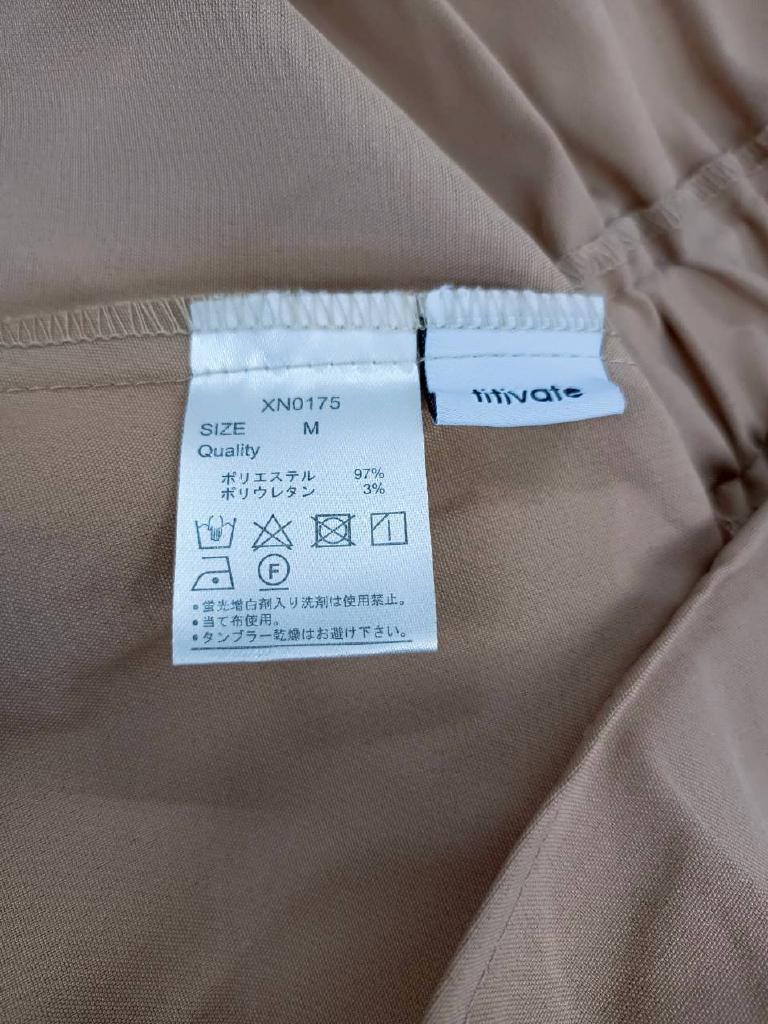 XN0175
SIZE M
Quality
ポリエステル 97%
ポリウレタン 3%
F
•蛍光増白剤入り洗剤は使用禁止。
•当て布使用。
•タンブラー乾燥はお避け下さい。
titivate